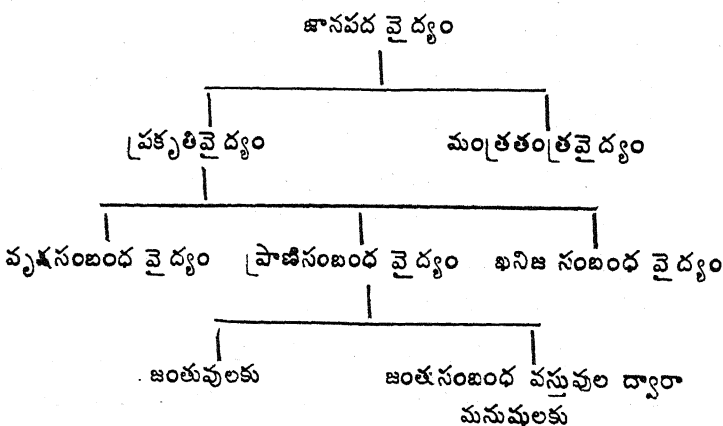 జానపద వైద్యం
ప్రకృతివైద్యం మంత్రతంత్రవైద్యం
వృక్షసంబంధ వైద్యం ప్రాణిసంబంధ వైద్యం ఖనిజ సంబంధ వైద్యం
జంతువులకు జంతుసంబంధ వస్తువుల ద్వారా
మనుషులకు